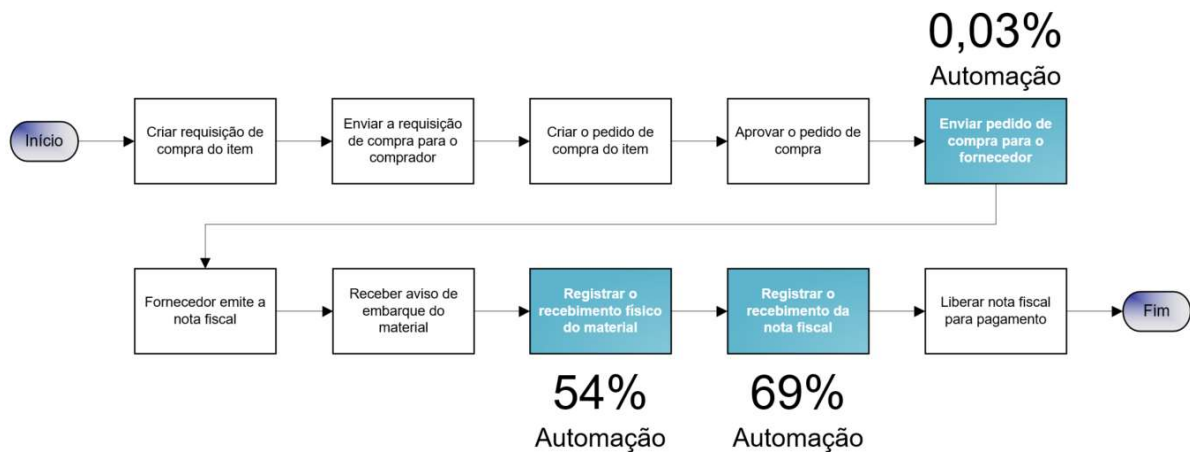 0,03%
Automação
Início
Criar requisição de
compra do item
Enviar a requisição
de compra para o
comprador
Criar o pedido de
compra do item
Aprovar o pedido de
compra
Enviar pedido de
compra para o
fornecedor
Fornecedor emite a
nota fiscal
Receber aviso de
embarque do
material
Registrar o
recebimento físico
do material
Registrar o
recebimento da
nota fiscal
Liberar nota fiscal
para pagamento
Fim
54%
Automação
69%
Automação